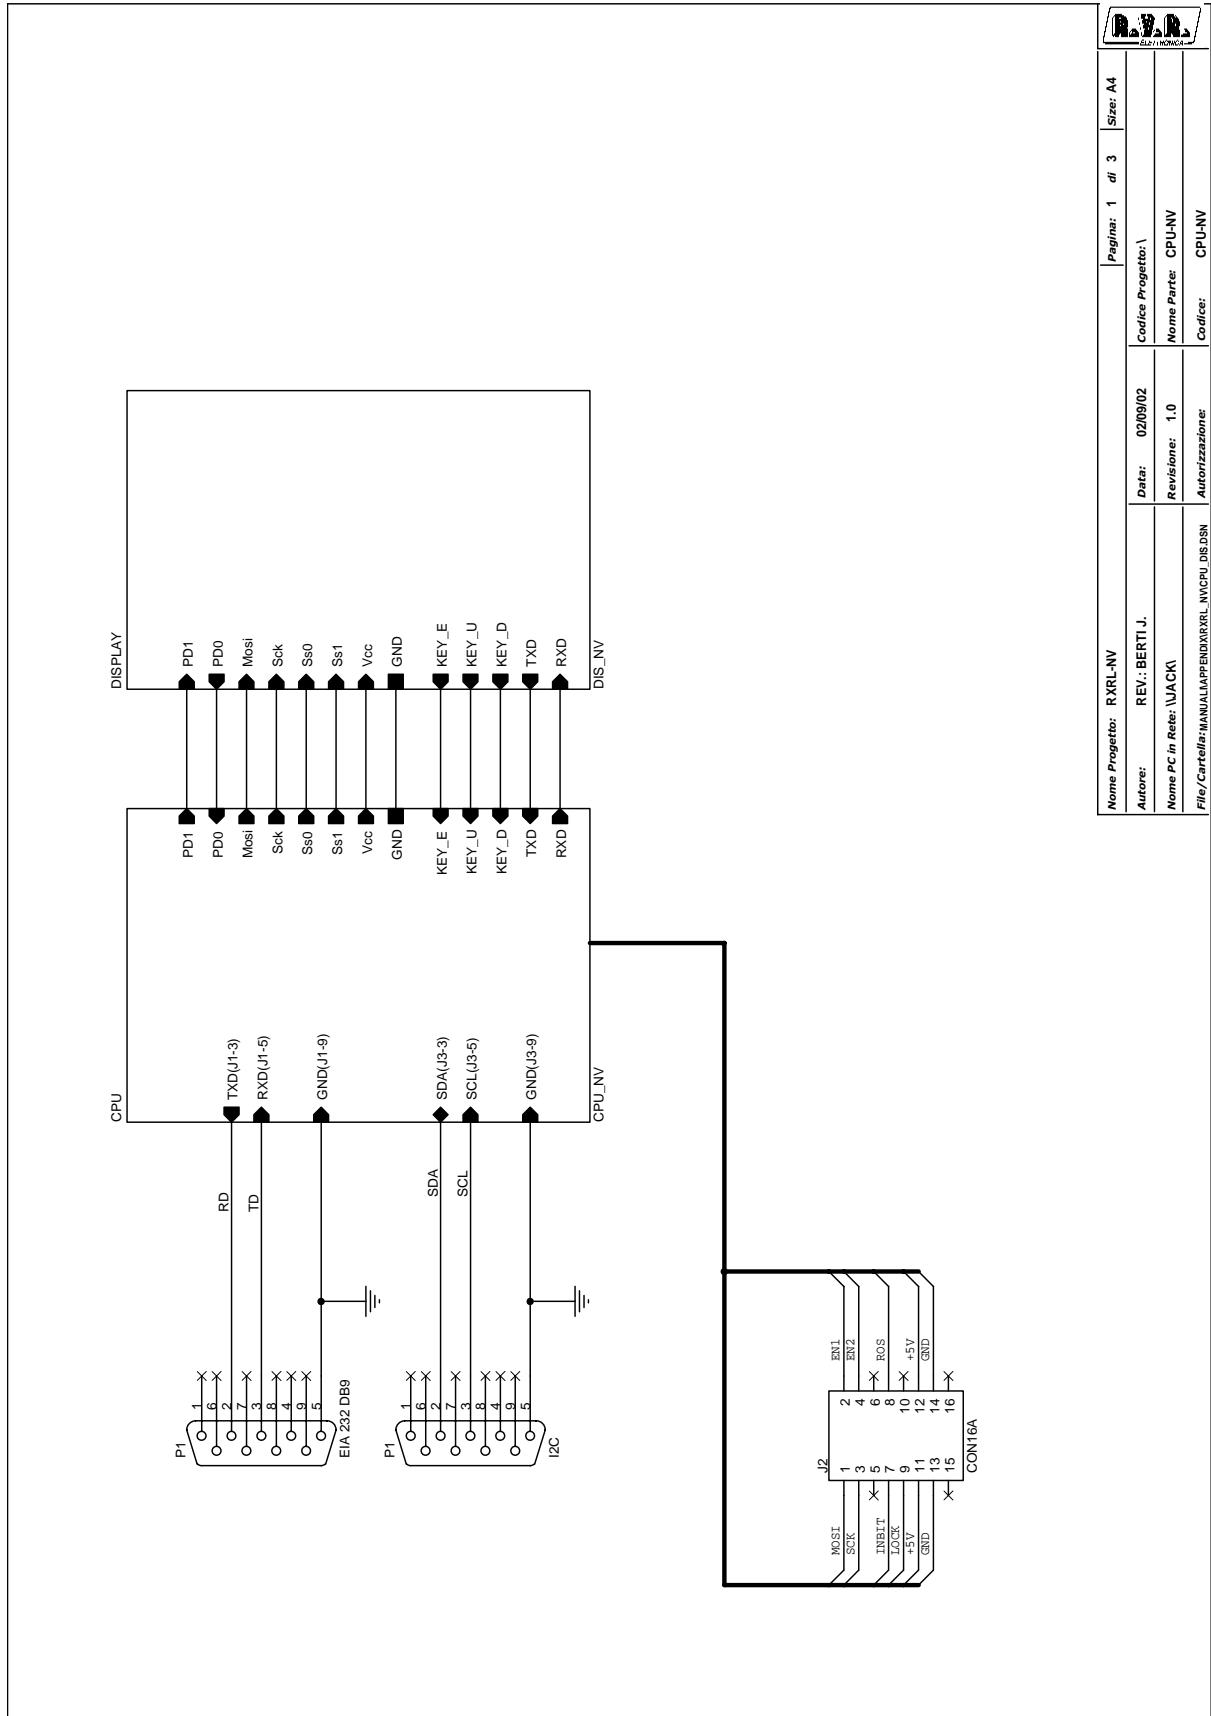 R.V.R.
ELETTRONICA
Nome Progetto: RXRL-NV
Pagina: 1 di 3
Size: A4
Autore: REV.: BERTI J.
Data: 02/09/02
Codice Progetto: \
Nome PC in Rete: \\JACK\
Revisione: 1.0
Nome Parte: CPU-NV
File/Cartella: MANUALI\APPENDIX\RXRL_NV\CPU_DIS.DSN
Autorizzazione:
Codice: CPU-NV
DISPLAY
PD1
PD0
Mosi
Sck
Ss0
Ss1
Vcc
GND
KEY_E
KEY_U
KEY_D
TXD
RXD
DIS_NV
CPU
PD1
PD0
Mosi
Sck
Ss0
Ss1
Vcc
GND
KEY_E
KEY_U
KEY_D
TXD
RXD
TXD(J1-3)
RXD(J1-5)
GND(J1-9)
SDA(J3-3)
SCL(J3-5)
GND(J3-9)
CPU_NV
RD
TD
SDA
SCL
P1
1
6
2
7
3
8
4
9
5
EIA 232 DB9
P1
1
6
2
7
3
8
4
9
5
I2C
J2
MOSI 1 2 EN1
SCK 3 4 EN2
5 6
INBIT 7 8 ROS
LOCK 9 10
+5V 11 12 +5V
GND 13 14 GND
15 16
CON16A